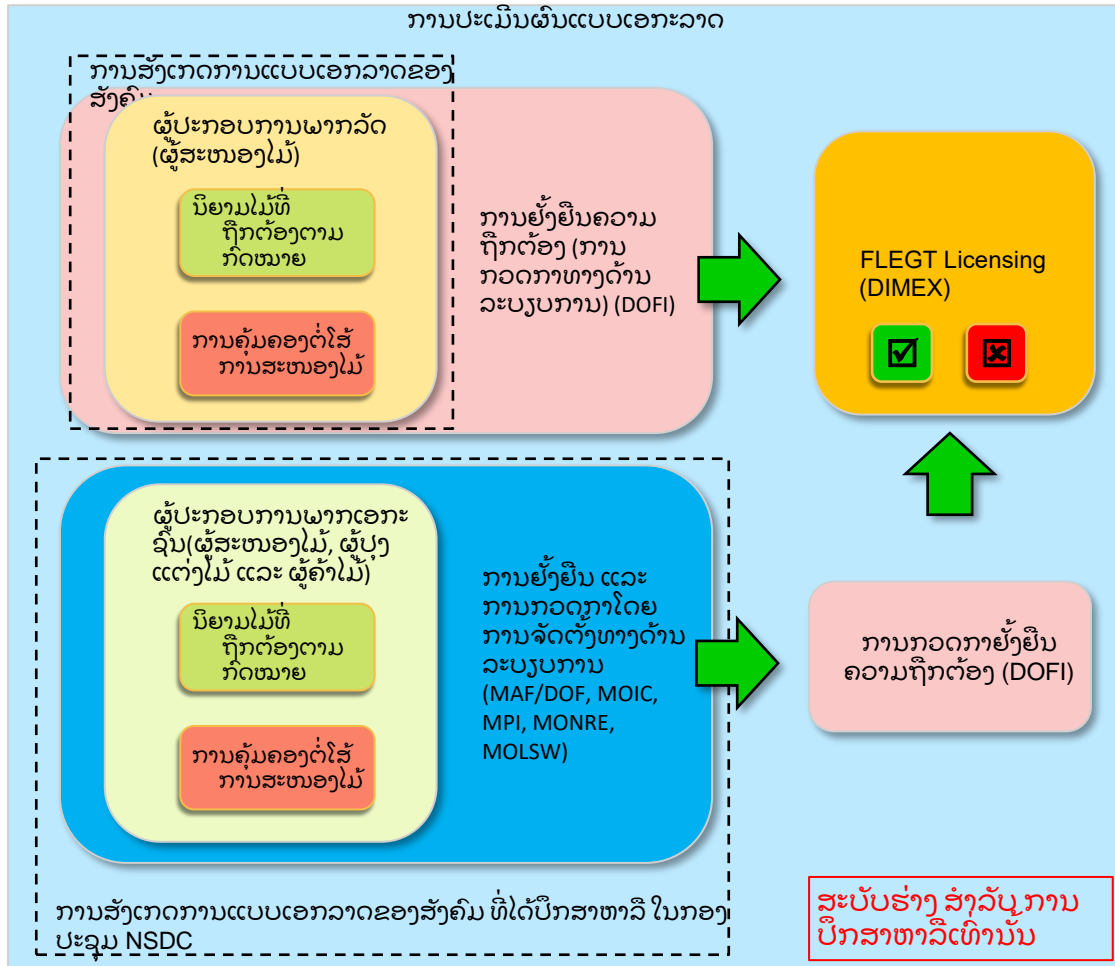 ການປະເມີນຜົນແບບເອກະລາດ
ການສັງເກດການແບບເອກລາດຂອງ
ສັງຄົມ
ຜູ້ປະກອບການພາກລັດ
(ຜູ້ສະໜອງໄມ້)
ນິຍາມໄມ້ທີ່
ຖືກຕ້ອງຕາມ
ກົດໝາຍ
ການຄຸ້ມຄອງຕ່ໍໂສ້
ການສະໜອງໄມ້
ການຢັ້ງຢືນຄວາມ
ຖືກຕ້ອງ (ການ
ກວດກາທາງດ້ານ
ລະບຽບການ) (DOFI)
FLEGT Licensing
(DIMEX)
ຜູ້ປະກອບການພາກເອກະ
ຊົນ(ຜູ້ສະໜອງໄມ້, ຜູ້ປຸງ
ແຕ່ງໄມ້ ແລະ ຜູ້ຄ້າໄມ້)
ນິຍາມໄມ້ທີ່
ຖືກຕ້ອງຕາມ
ກົດໝາຍ
ການຄຸ້ມຄອງຕ່ໍໂສ້
ການສະໜອງໄມ້
ການຢັ້ງຢືນ ແລະ
ການກວດກາໂດຍ
ການຈັດຕັ້ງທາງດ້ານ
ລະບຽບການ
(MAF/DOF, MOIC,
MPI, MONRE,
MOLSW)
ການກວດກາຢັ້ງຢືນ
ຄວາມຖືກຕ້ອງ (DOFI)
ການສັງເກດການແບບເອກລາດຂອງສັງຄົມ ທີ່ໄດ້ປຶກສາຫາລື ໃນກອງ
ປະຊຸມ NSDC
ສະບັບຮ່າງ ສຳລັບ ການ
ປຶກສາຫາລືເທົ່ານັ້ນ